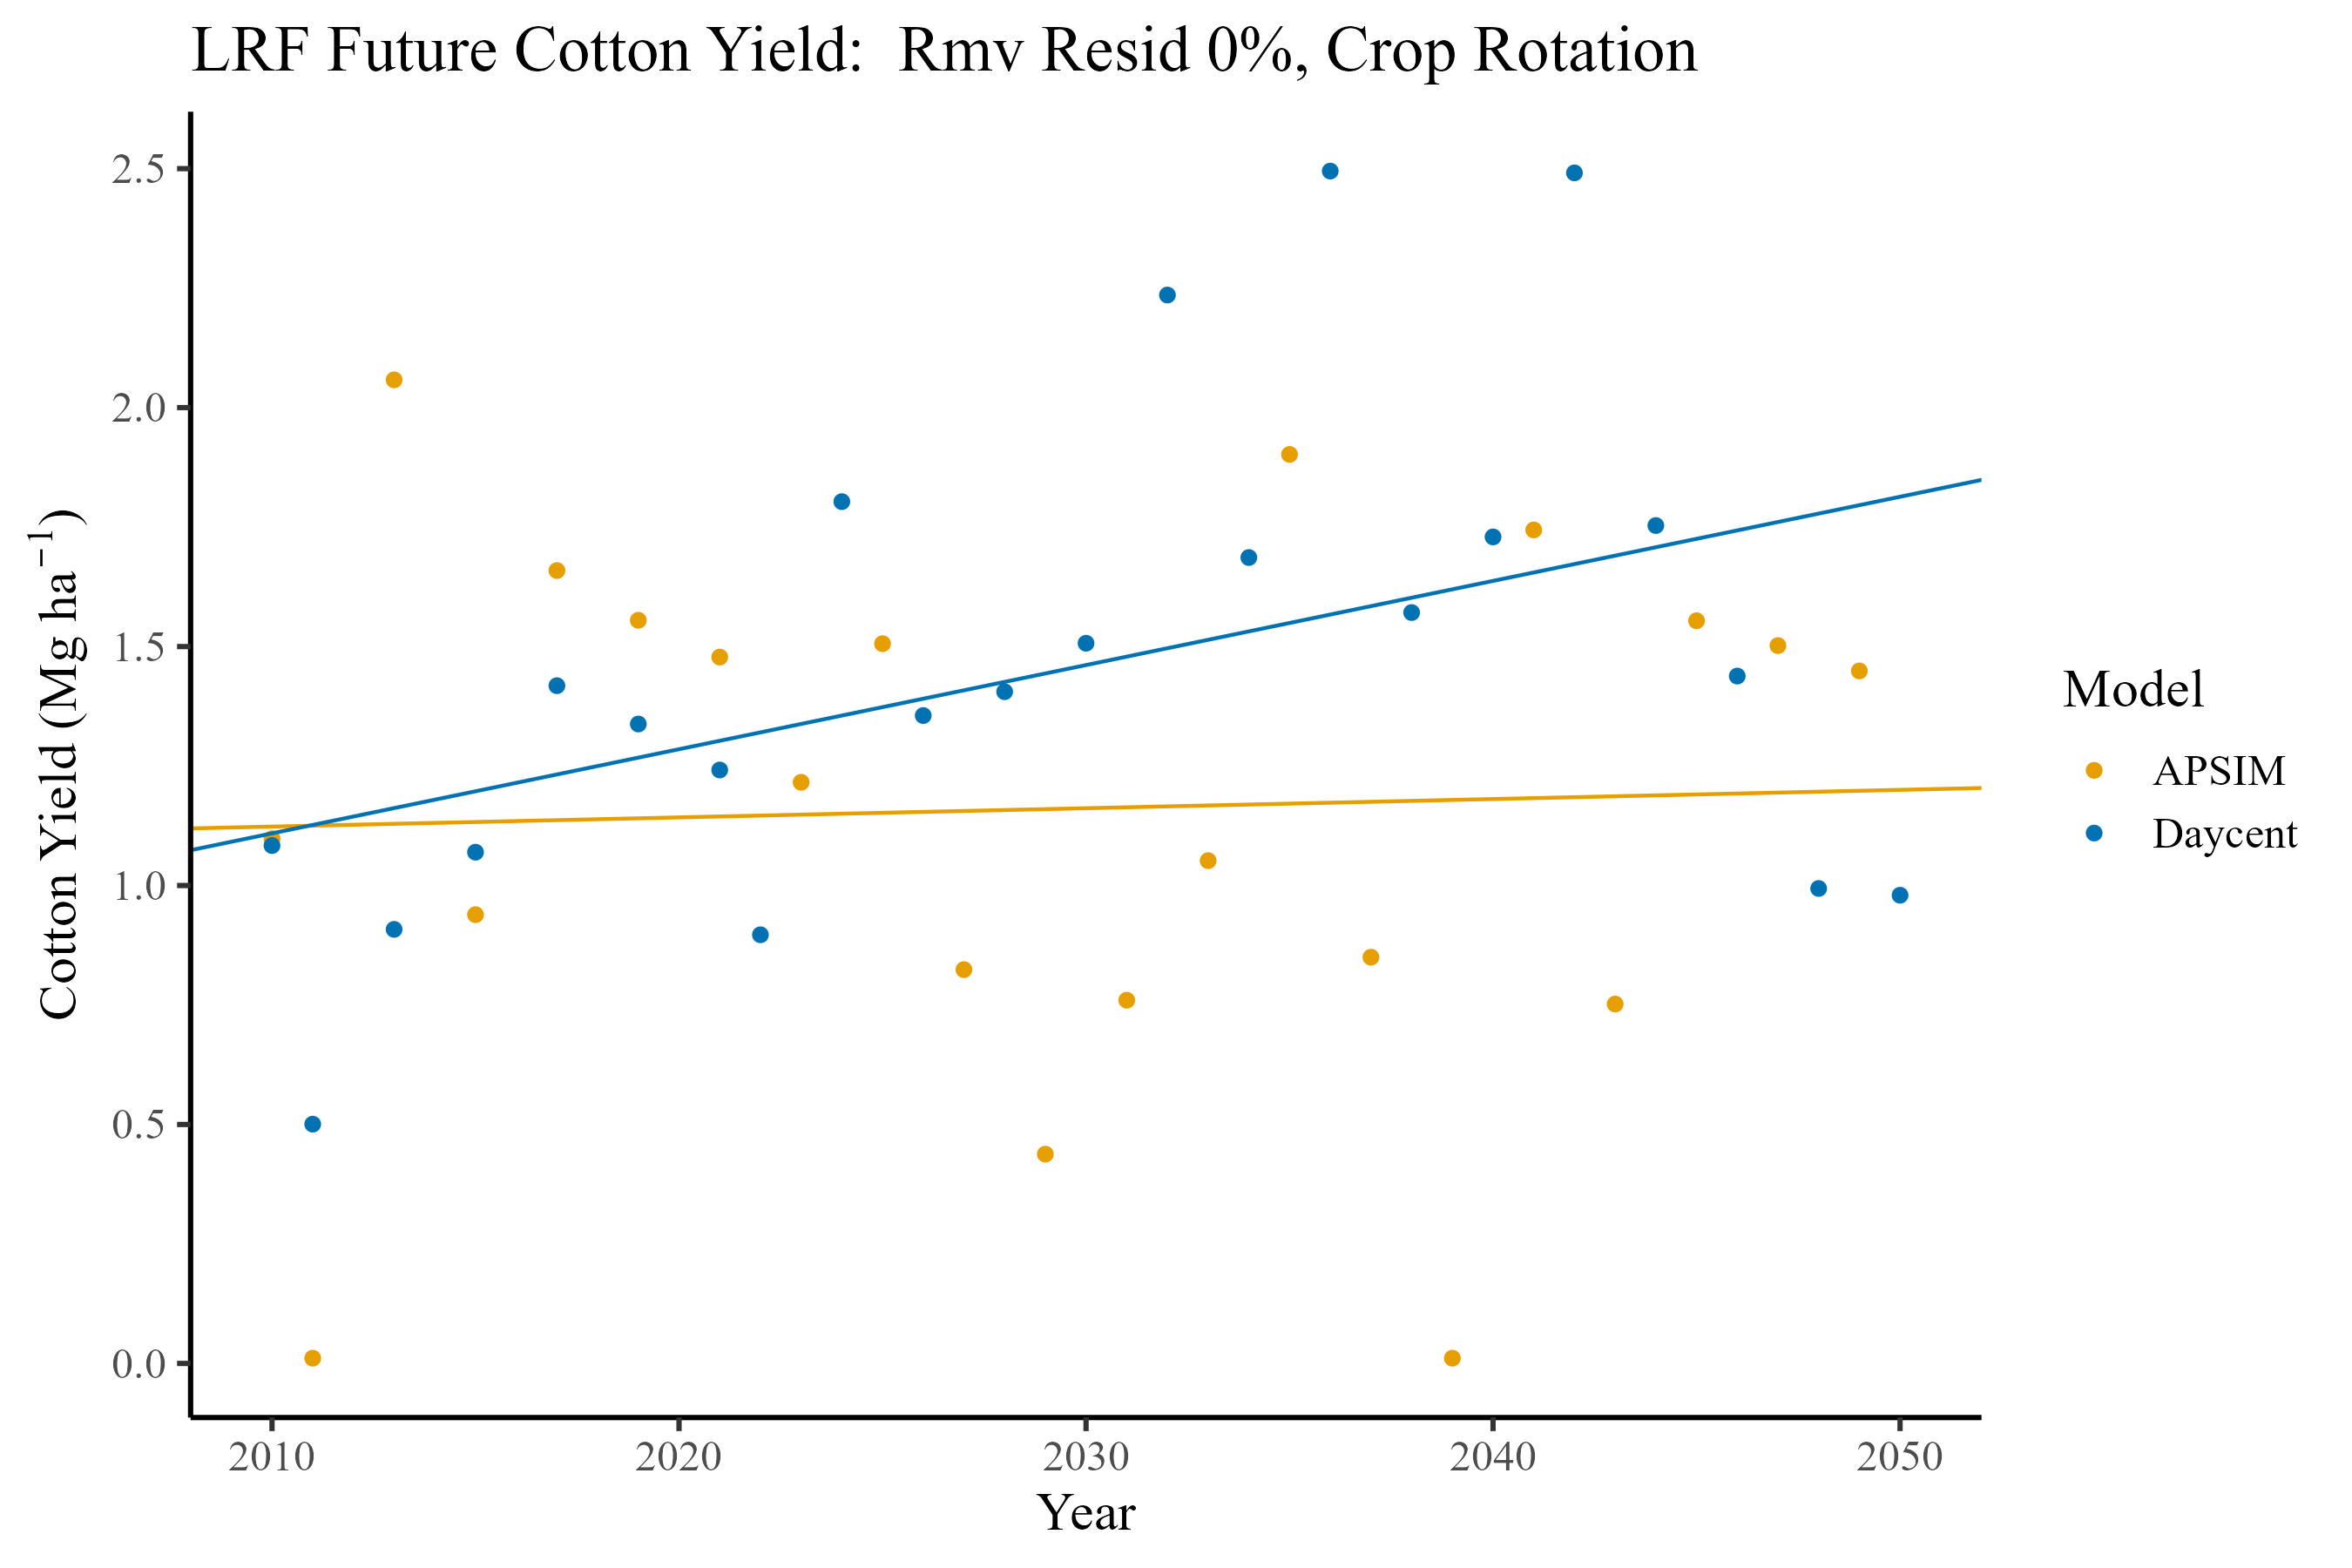 LRF Future Cotton Yield:  Rmv Resid 0%, Crop Rotation
Cotton Yield (Mg ha⁻¹)
2.5
2.0
1.5
1.0
0.5
0.0
2010 2020 2030 2040 2050
Year
Model
APSIM
Daycent